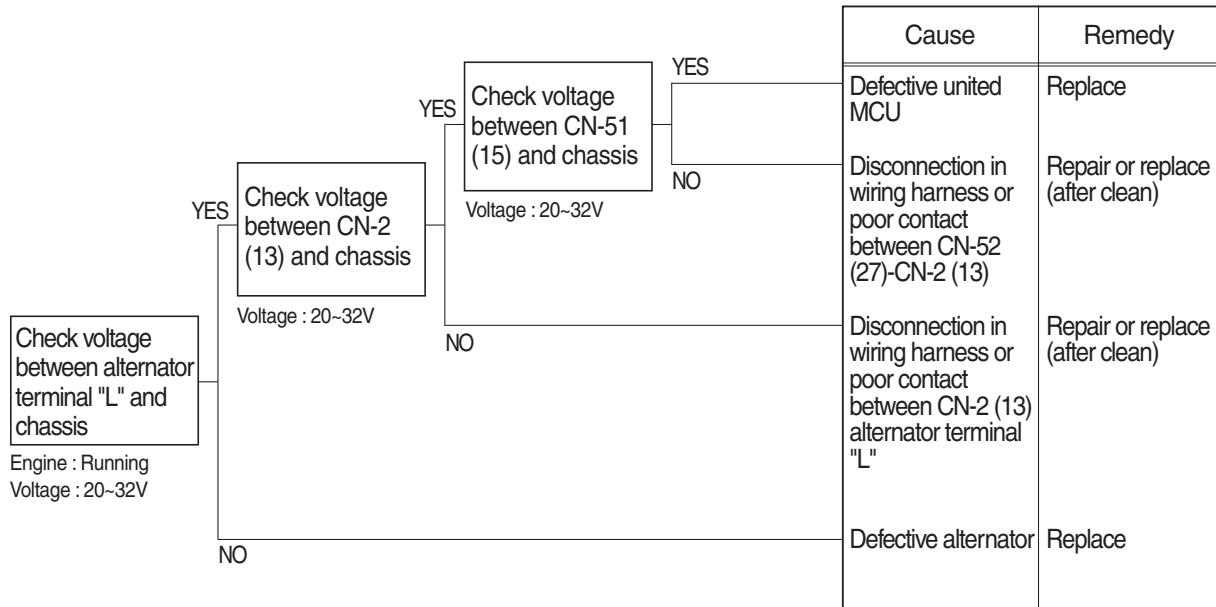 Cause
Remedy
YES
Defective united
MCU
Replace
YES
Check voltage
between CN-51
(15) and chassis
NO
Voltage : 20~32V
Disconnection in
wiring harness or
poor contact
between CN-52
(27)-CN-2 (13)
Repair or replace
(after clean)
YES
Check voltage
between CN-2
(13) and chassis
Voltage : 20~32V
NO
Disconnection in
wiring harness or
poor contact
between CN-2 (13)
alternator terminal
"L"
Repair or replace
(after clean)
Check voltage
between alternator
terminal "L" and
chassis
Engine : Running
Voltage : 20~32V
NO
Defective alternator
Replace